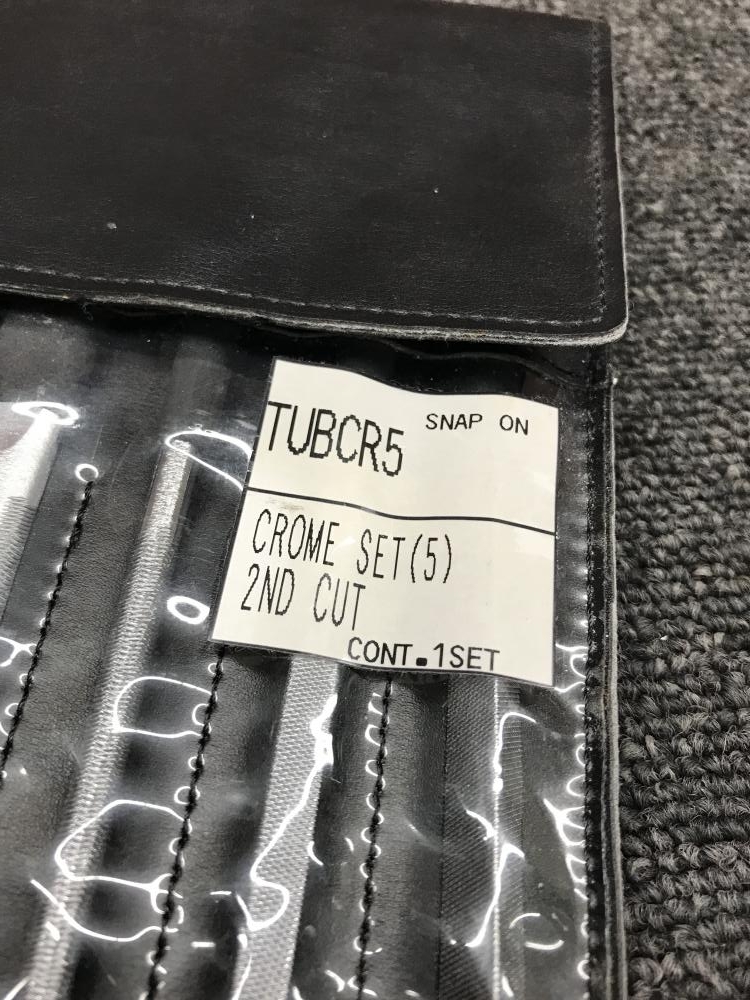 TUBCR5 SNAP ON
CROME SET(5)
2ND CUT
CONT.1SET